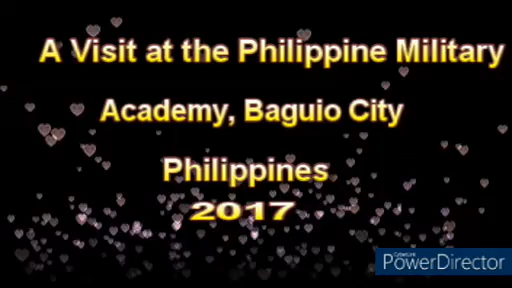 A Visit at the Philippine Military
Academy, Baguio City
Philippines
2017
CyberLink
PowerDirector